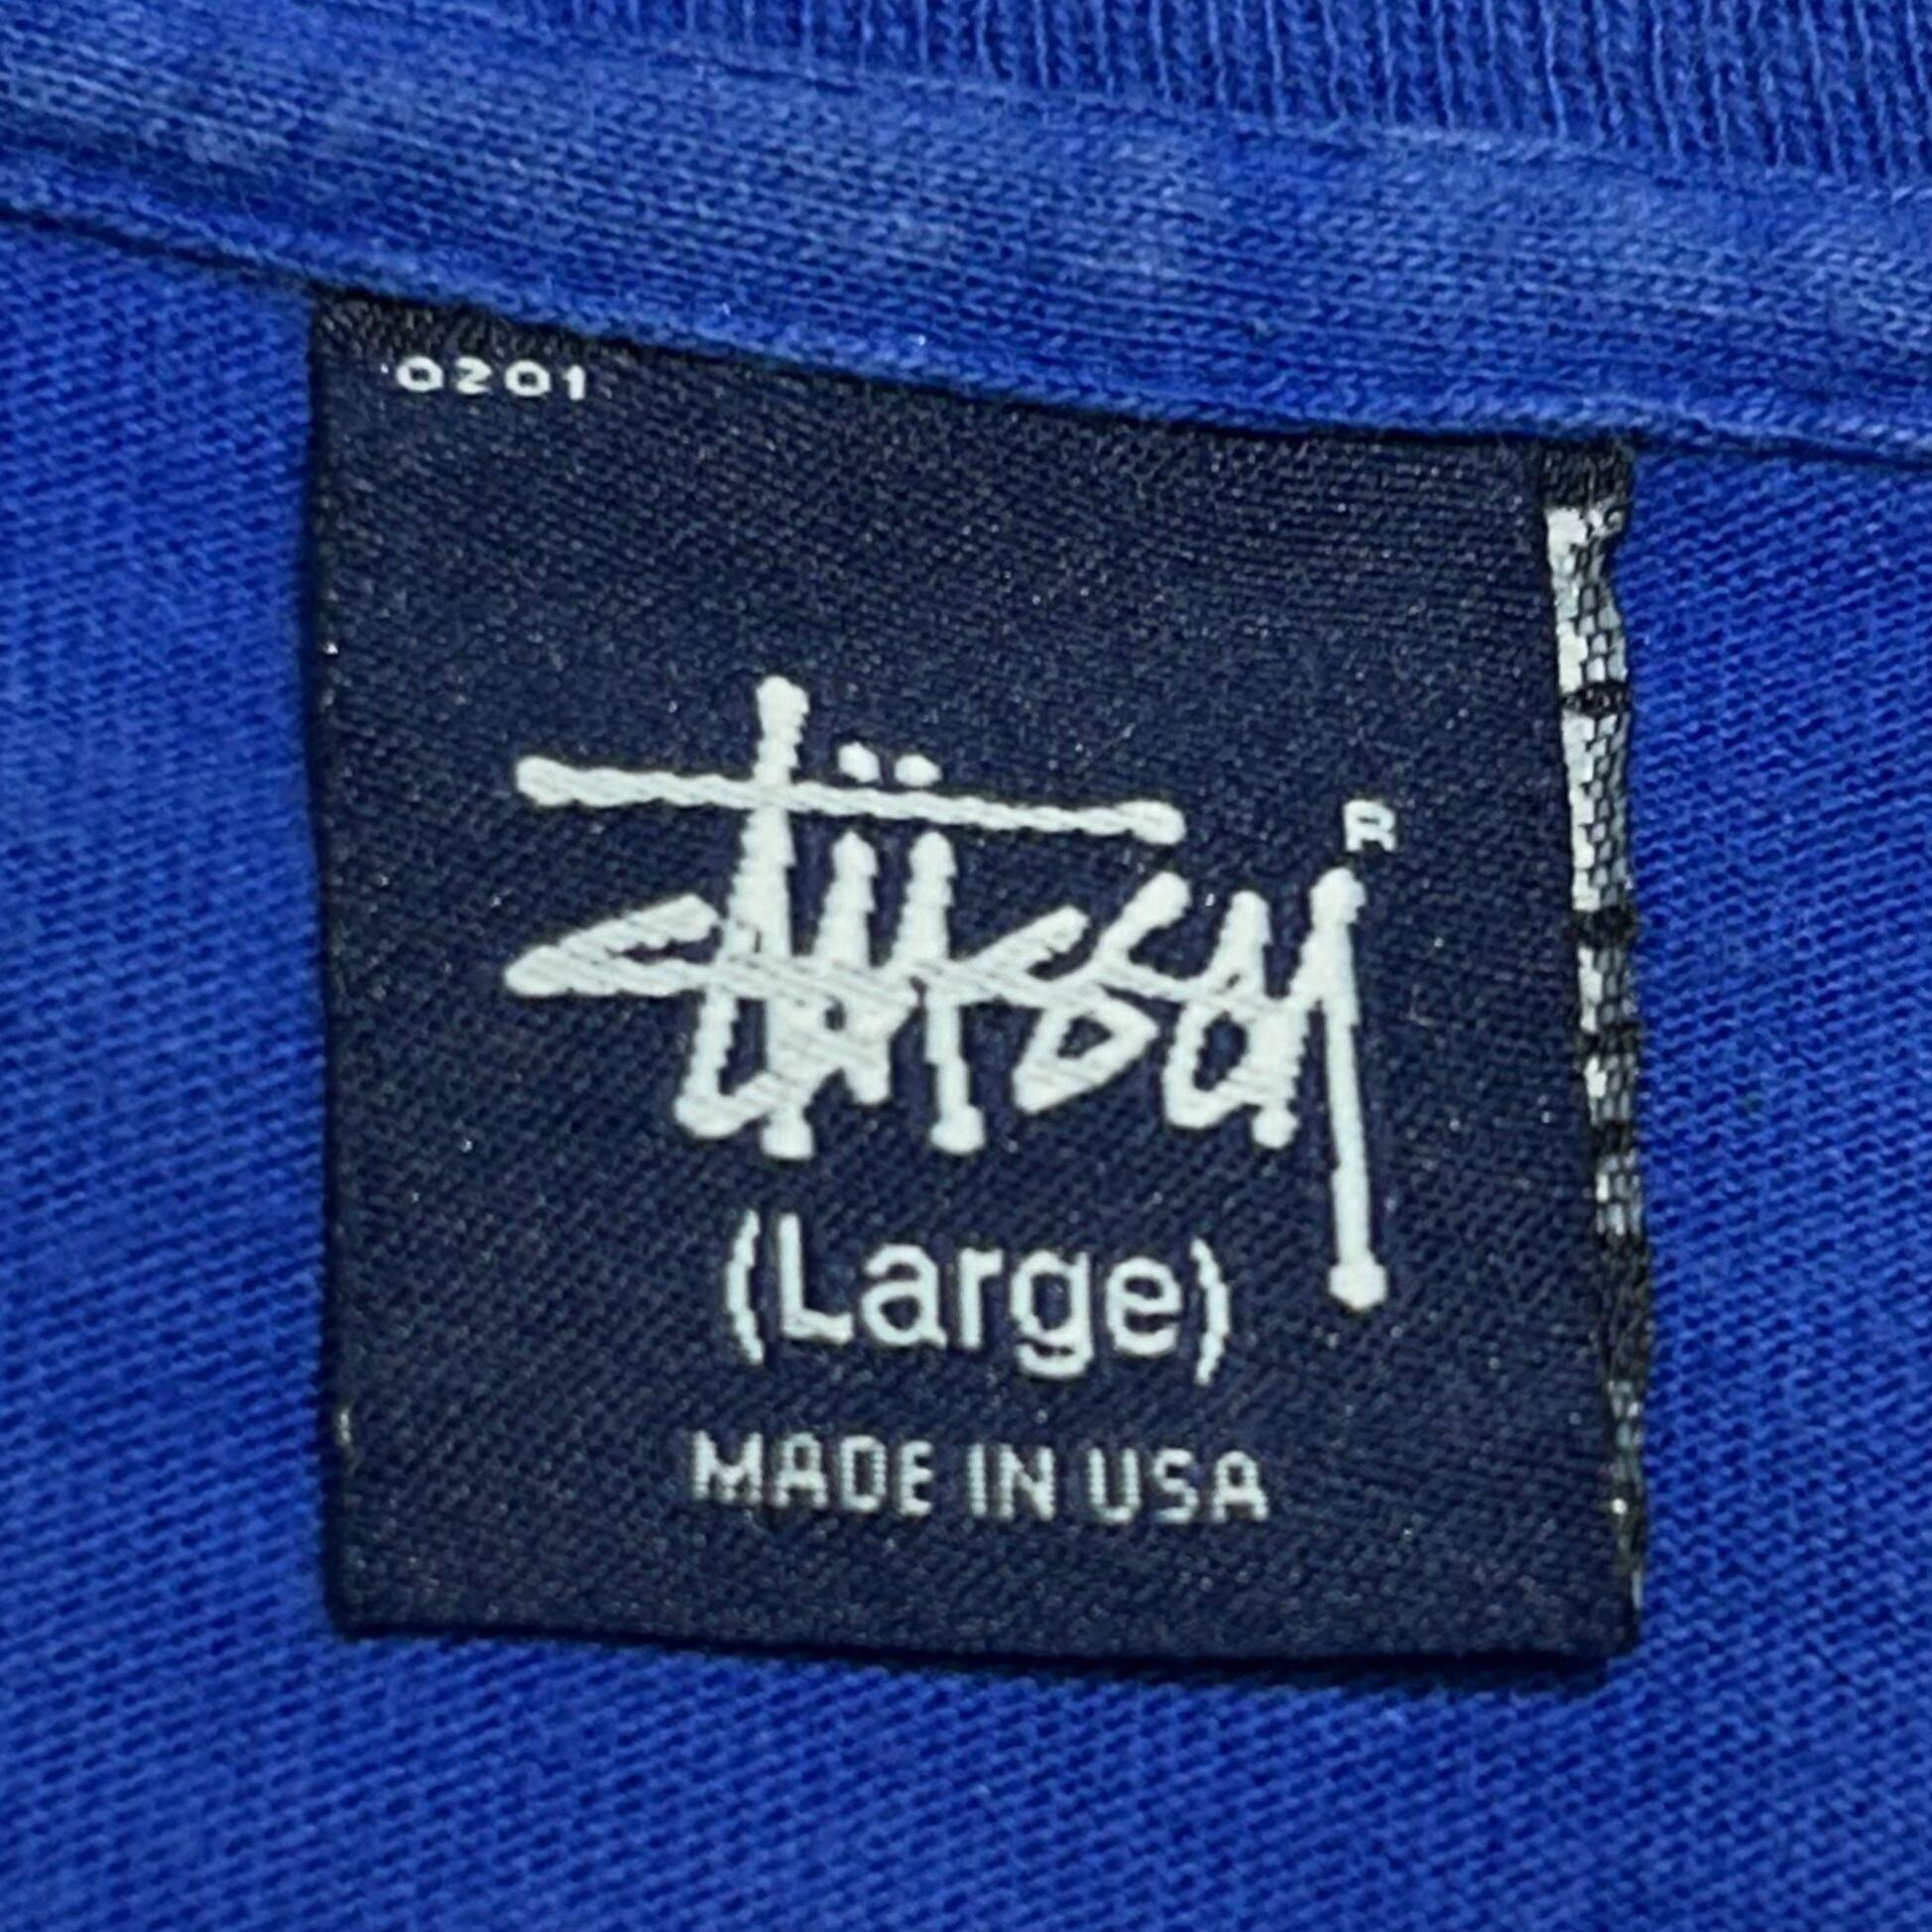 0201
Stüssy
R
(Large)
MADE IN USA